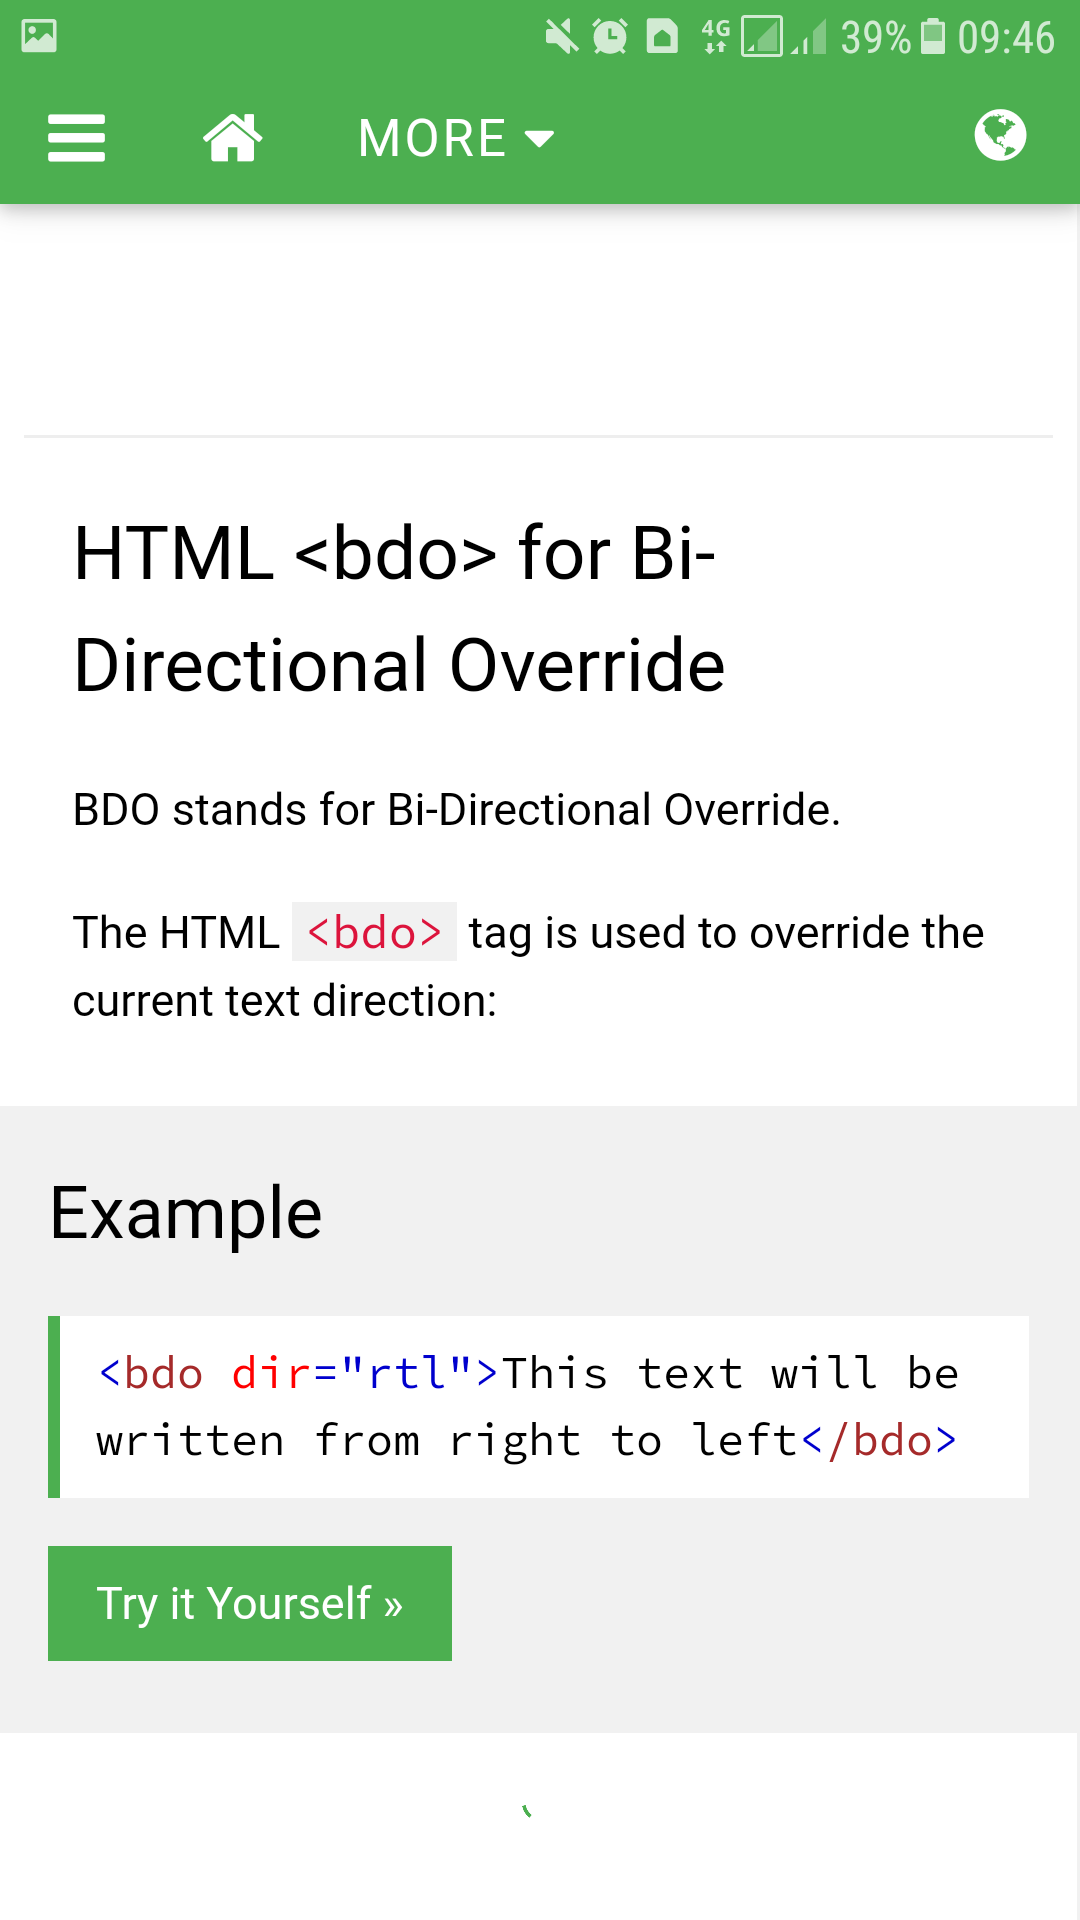 4G 39% 09:46
MORE
HTML <bdo> for Bi-
Directional Override
BDO stands for Bi-Directional Override.
The HTML <bdo> tag is used to override the
current text direction:
Example
<bdo dir="rtl">This text will be
written from right to left</bdo>
Try it Yourself »